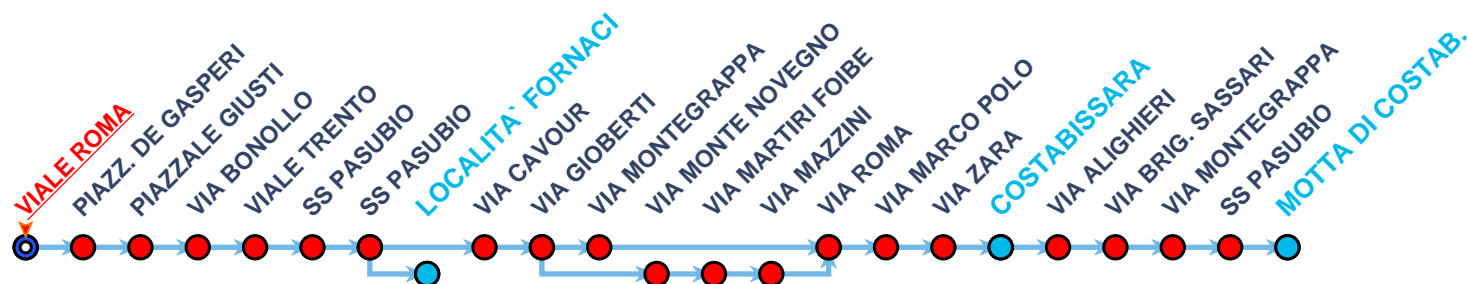 VIALE ROMA
PIAZZ. DE GASPERI
PIAZZALE GIUSTI
VIA BONOLLO
VIALE TRENTO
SS PASUBIO
SS PASUBIO
LOCALITA` FORNACI
VIA CAVOUR
VIA GIOBERTI
VIA MONTEGRAPPA
VIA MONTE NOVEGNO
VIA MARTIRI FOIBE
VIA MAZZINI
VIA ROMA
VIA MARCO POLO
VIA ZARA
COSTABISSARA
VIA ALIGHIERI
VIA BRIG. SASSARI
VIA MONTEGRAPPA
SS PASUBIO
MOTTA DI COSTAB.